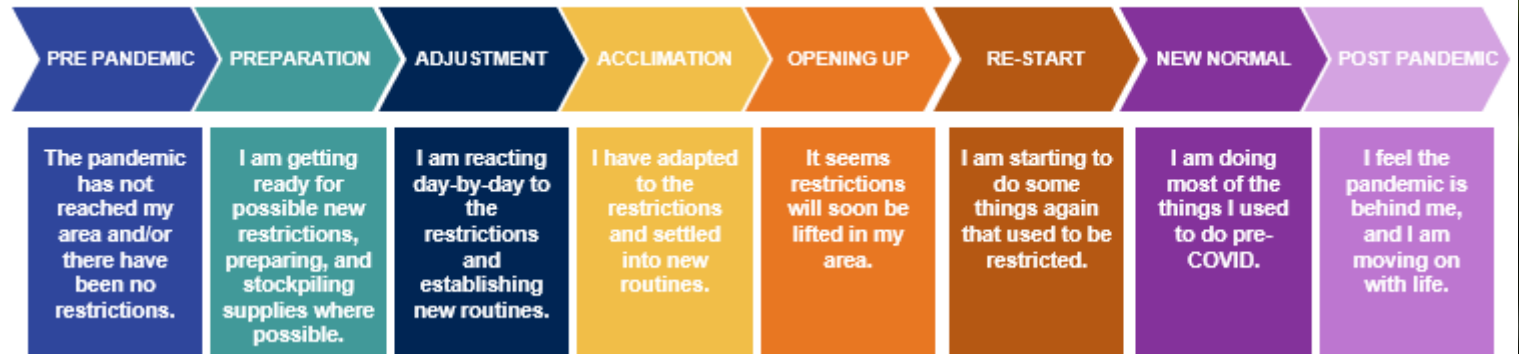 PRE PANDEMIC
PREPARATION
ADJUSTMENT
ACCLIMATION
OPENING UP
RE-START
NEW NORMAL
POST PANDEMIC
The pandemic
has not
reached my
area and/or
there have
been no
restrictions.
I am getting
ready for
possible new
restrictions,
preparing, and
stockpiling
supplies where
possible.
I am reacting
day-by-day to
the
restrictions
and
establishing
new routines.
I have adapted
to the
restrictions
and settled
into new
routines.
It seems
restrictions
will soon be
lifted in my
area.
I am starting to
do some
things again
that used to be
restricted.
I am doing
most of the
things I used
to do pre-
COVID.
I feel the
pandemic is
behind me,
and I am
moving on
with life.